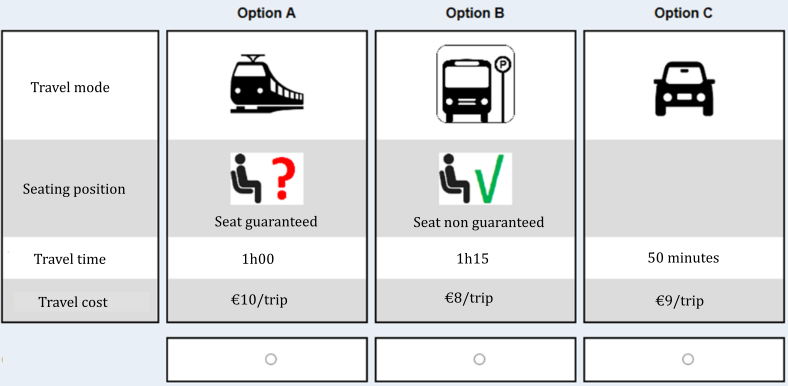 Option A Option B Option C
Travel mode
P
Seating position
?
Seat guaranteed Seat non guaranteed
Travel time 1h00 1h15 50 minutes
Travel cost €10/trip €8/trip €9/trip